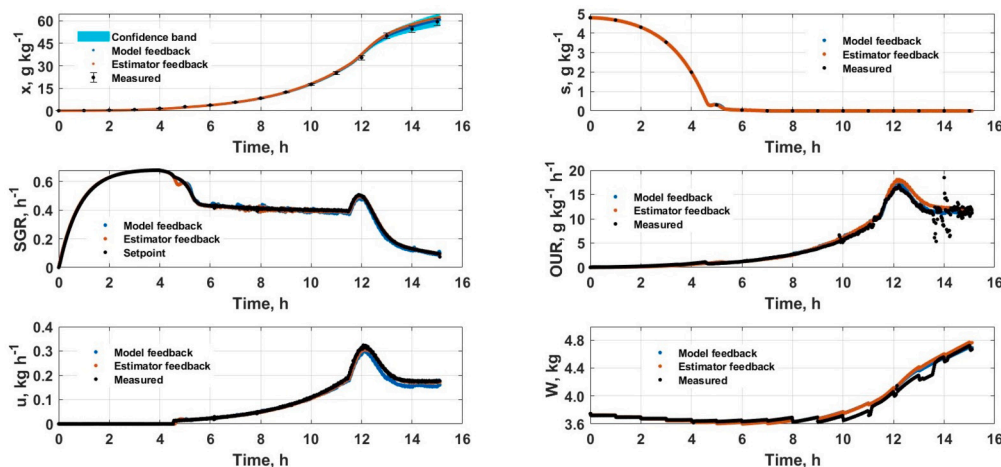 60
45
30
15
0
x, g kg⁻¹
Confidence band
Model feedback
Estimator feedback
Measured
0 2 4 6 8 10 12 14 16
Time, h
5
4
3
2
1
0
s, g kg⁻¹
Model feedback
Estimator feedback
Measured
0 2 4 6 8 10 12 14 16
Time, h
0.6
0.4
0.2
0
SGR, h⁻¹
Model feedback
Estimator feedback
Setpoint
0 2 4 6 8 10 12 14 16
Time, h
20
15
10
5
0
OUR, g kg⁻¹ h⁻¹
Model feedback
Estimator feedback
Measured
0 2 4 6 8 10 12 14 16
Time, h
0.4
0.3
0.2
0.1
0
u, kg h⁻¹
Model feedback
Estimator feedback
Measured
0 2 4 6 8 10 12 14 16
Time, h
4.8
4.4
4.0
3.6
W, kg
Model feedback
Estimator feedback
Measured
0 2 4 6 8 10 12 14 16
Time, h